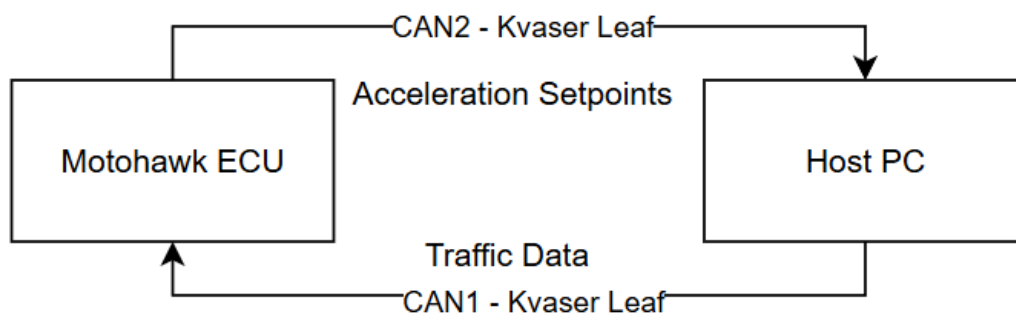 CAN2 - Kvaser Leaf
Acceleration Setpoints
Motohawk ECU
Host PC
Traffic Data
CAN1 - Kvaser Leaf